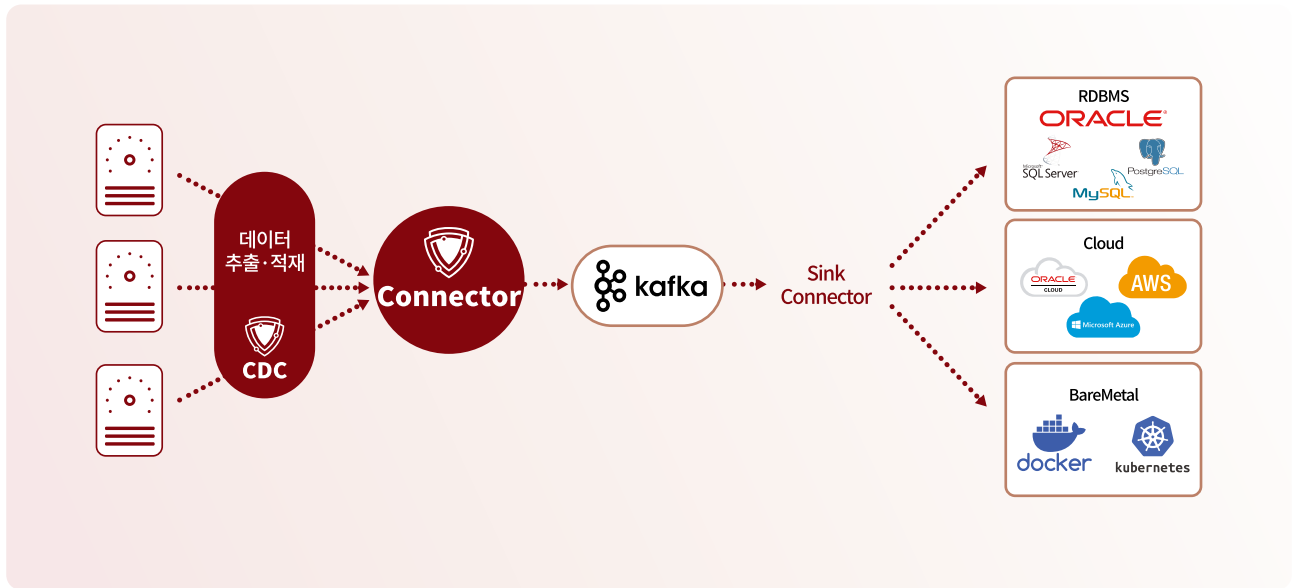 데이터
추출·적재
CDC
Connector
kafka
Sink
Connector
RDBMS
ORACLE
Microsoft
SQL Server
PostgreSQL
MySQL
Cloud
ORACLE
CLOUD
AWS
Microsoft Azure
BareMetal
docker
kubernetes